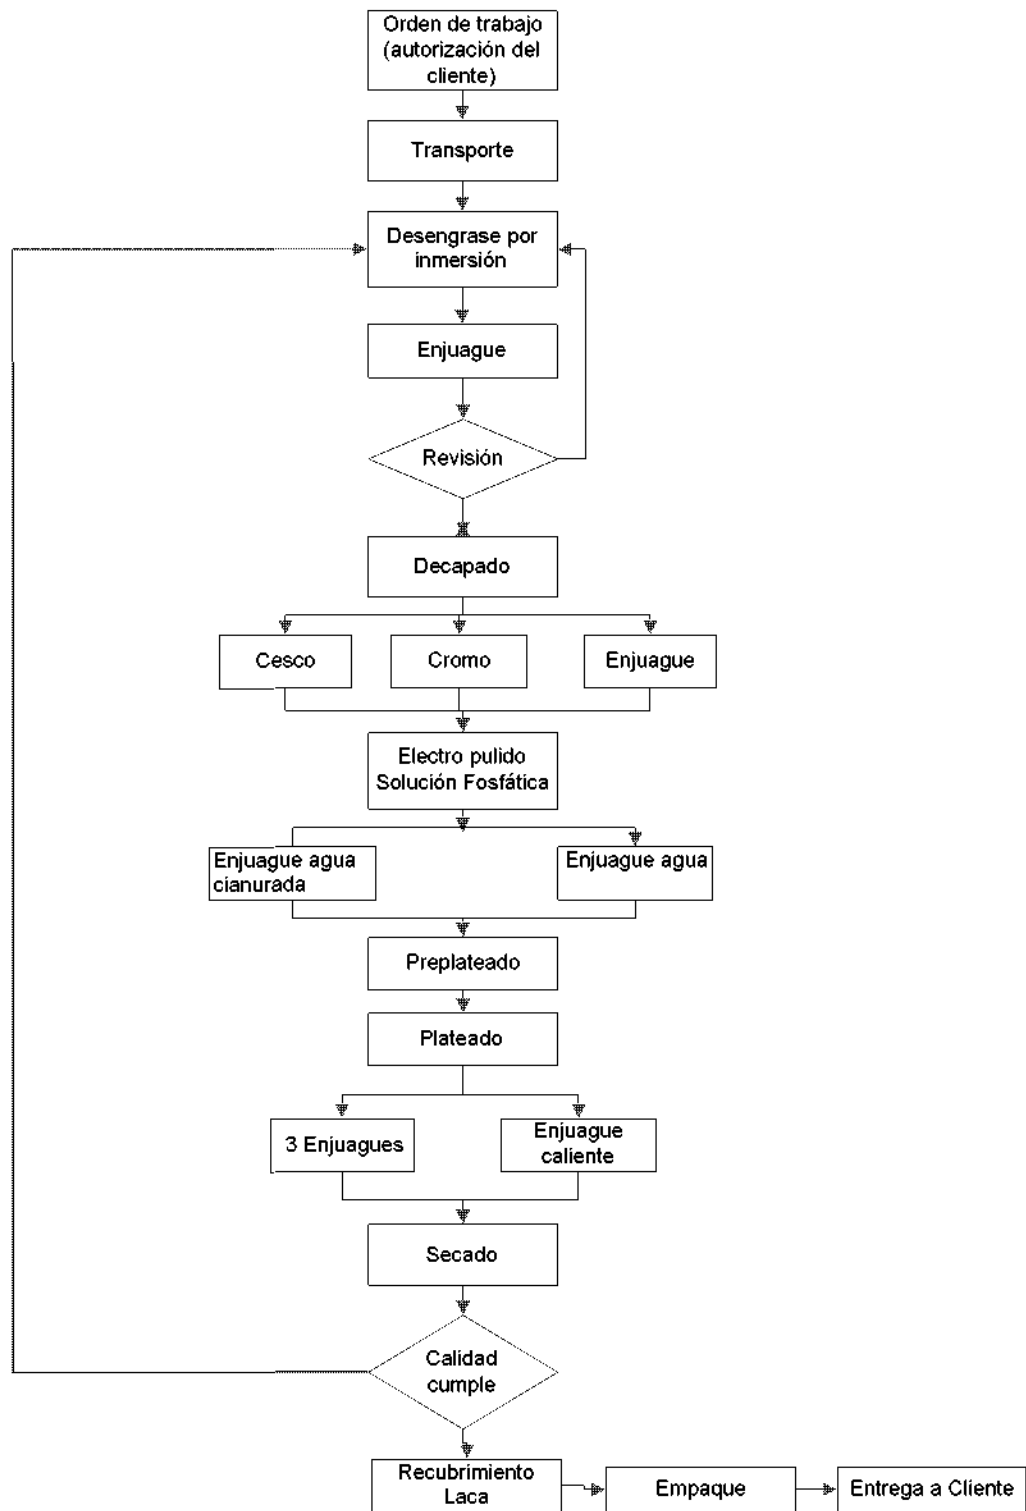 Orden de trabajo
(autorización del
cliente)
Transporte
Desengrase por
inmersión
Enjuague
Revisión
Decapado
Cesco
Cromo
Enjuague
Electro pulido
Solución Fosfática
Enjuague agua
cianurada
Enjuague agua
Preplateado
Plateado
3 Enjuagues
Enjuague
caliente
Secado
Calidad
cumple
Recubrimiento
Laca
Empaque
Entrega a Cliente